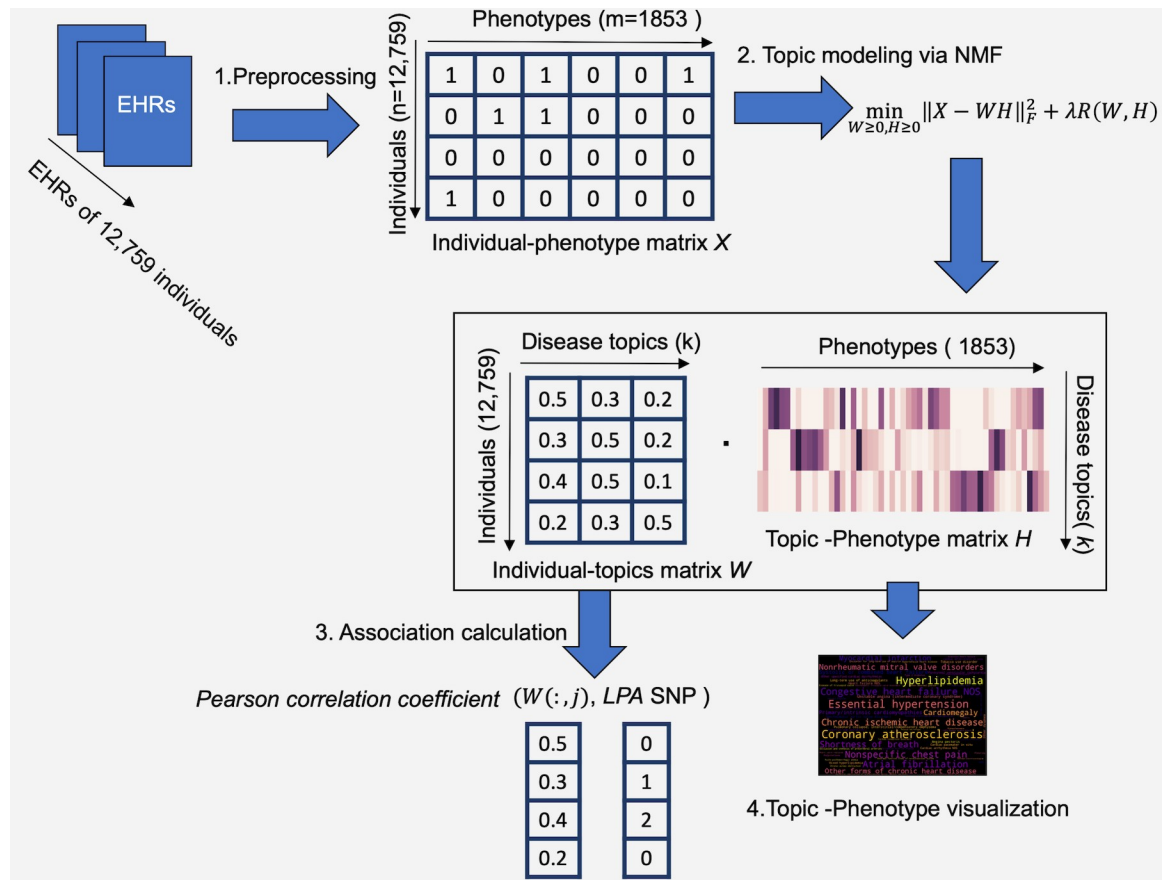 EHRs
EHRs of 12,759 individuals
1.Preprocessing
Phenotypes (m=1853 )
Individuals (n=12,759)
1 0 1 0 0 1
0 1 1 0 0 0
0 0 0 0 0 0
1 0 0 0 0 0
Individual-phenotype matrix X
2. Topic modeling via NMF
min ‖X − WH‖²_F + λR(W, H)
W≥0,H≥0
Disease topics (k)
Individuals (12,759)
0.5 0.3 0.2
0.3 0.5 0.2
0.4 0.5 0.1
0.2 0.3 0.5
Individual-topics matrix W
.
Phenotypes ( 1853)
Disease topics( k)
Topic -Phenotype matrix H
3. Association calculation
Pearson correlation coefficient (W(:,j), LPA SNP )
0.5 0
0.3 1
0.4 2
0.2 0
Nonrheumatic mitral valve disorders
Hyperlipidemia
Congestive heart failure NOS
Essential hypertension
Cardiomegaly
Chronic ischemic heart disease
Coronary atherosclerosis
Shortness of breath
Nonspecific chest pain
Atrial fibrillation
Other forms of chronic heart disease
4.Topic -Phenotype visualization